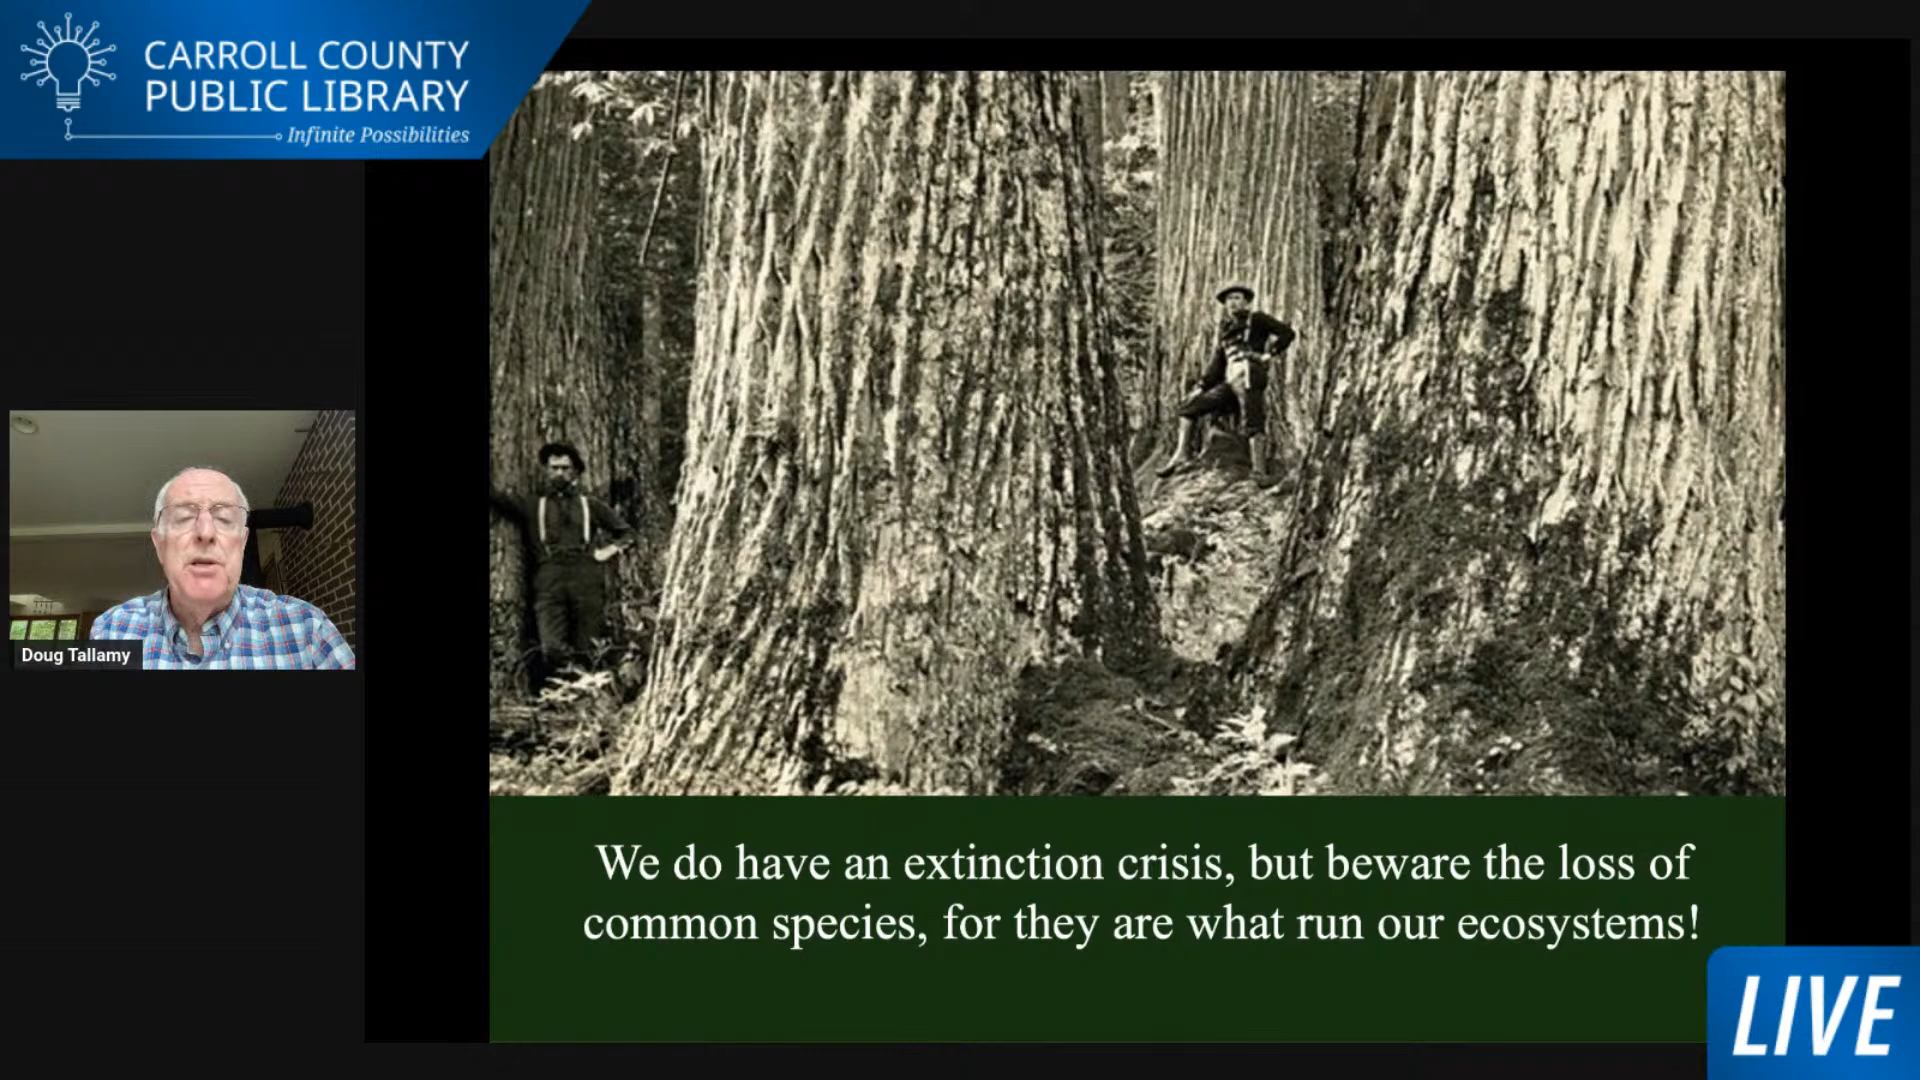 CARROLL COUNTY
PUBLIC LIBRARY
Infinite Possibilities
Doug Tallamy
We do have an extinction crisis, but beware the loss of
common species, for they are what run our ecosystems!
LIVE